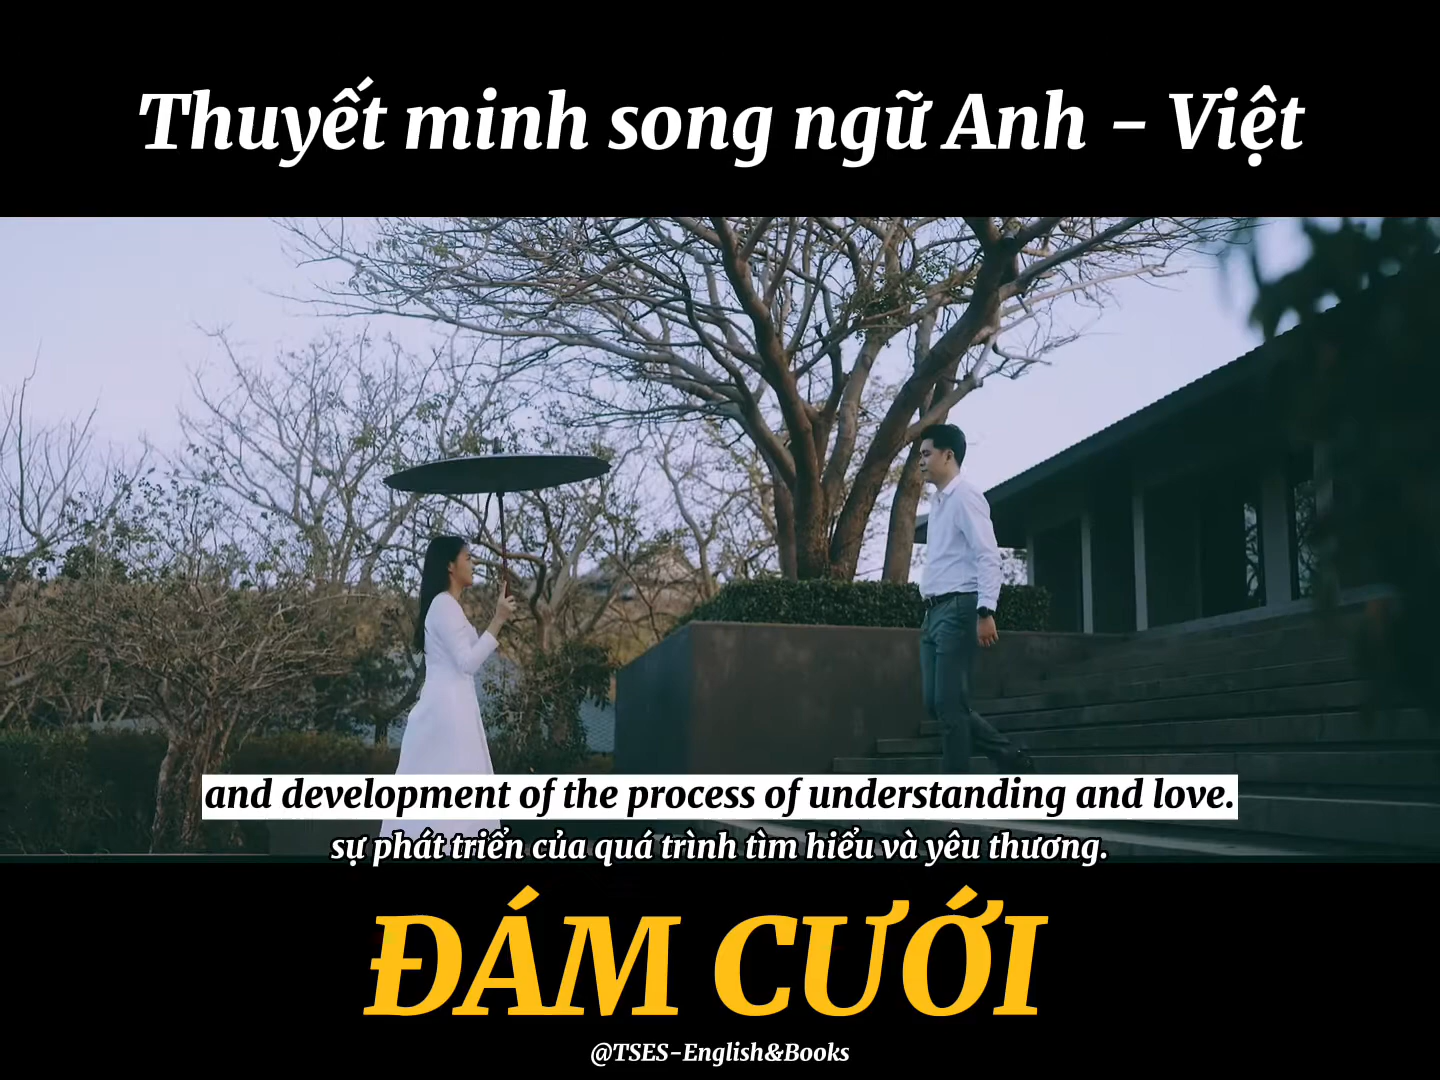 Thuyết minh song ngữ Anh – Việt
and development of the process of understanding and love.
sự phát triển của quá trình tìm hiểu và yêu thương.
ĐÁM CƯỚI
@TSES-English&Books